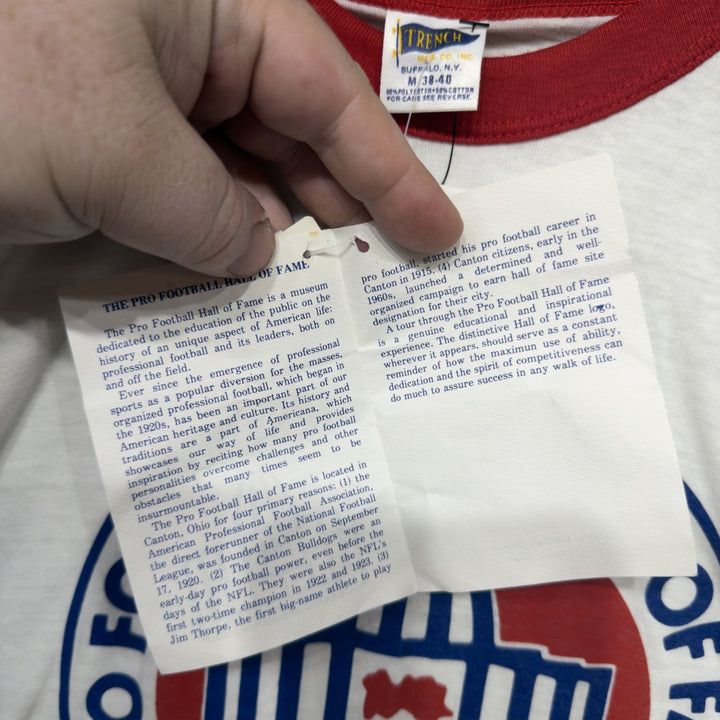 TRENCH
MFG. CO. INC.
BUFFALO, N.Y.
M/38-40
50% POLYESTER • 50% COTTON
FOR CARE SEE REVERSE
THE PRO FOOTBALL HALL OF FAME
The Pro Football Hall of Fame is a museum
dedicated to the education of the public on the
history of an unique aspect of American life:
professional football and its leaders, both on
and off the field.
Ever since the emergence of professional
sports as a popular diversion for the masses,
organized professional football, which began in
the 1920s, has been an important part of our
American heritage and culture. Its history and
traditions are a part of Americana, which
showcases our way of life and provides
inspiration by reciting how many pro football
personalities overcome challenges and other
obstacles that many times seem to be
insurmountable.
The Pro Football Hall of Fame is located in
Canton, Ohio for four primary reasons: (1) the
American Professional Football Association,
the direct forerunner of the National Football
League, was founded in Canton on September
17, 1920. (2) The Canton Bulldogs were an
early-day pro football power, even before the
days of the NFL. They were also the NFL's
first two-time champion in 1922 and 1923. (3)
Jim Thorpe, the first big-name athlete to play
pro football, started his pro football career in
Canton in 1915. (4) Canton citizens, early in the
1960s, launched a determined and well-
organized campaign to earn hall of fame site
designation for their city.
A tour through the Pro Football Hall of Fame
is a genuine educational and inspirational
experience. The distinctive Hall of Fame logo,
wherever it appears, should serve as a constant
reminder of how the maximun use of ability,
dedication and the spirit of competitiveness can
do much to assure success in any walk of life.
O FO
OF FA